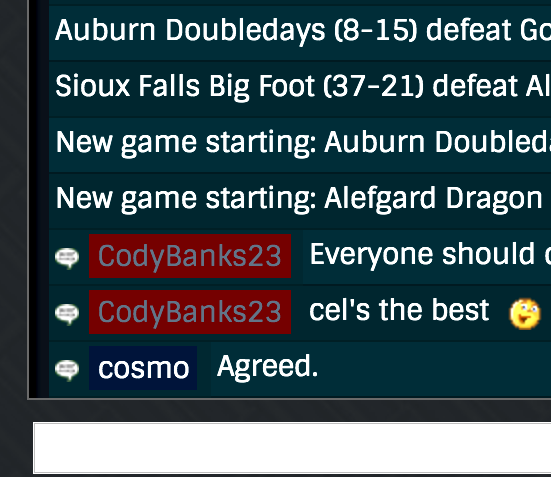 Auburn Doubledays (8-15) defeat Go
Sioux Falls Big Foot (37-21) defeat Al
New game starting: Auburn Doubleda
New game starting: Alefgard Dragon
CodyBanks23 Everyone should c
CodyBanks23 cel's the best
cosmo Agreed.